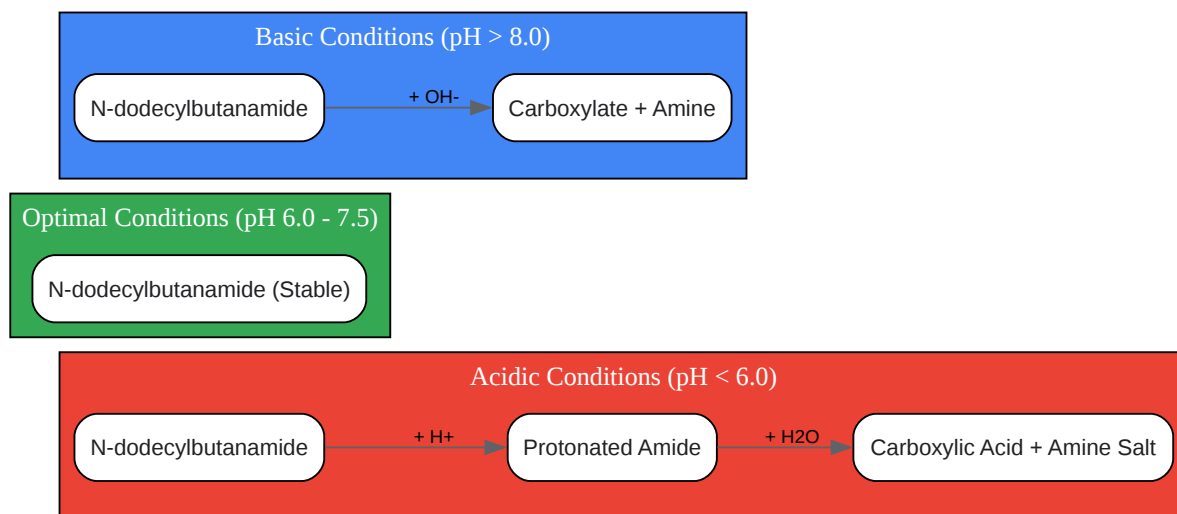 Basic Conditions (pH > 8.0)
N-dodecylbutanamide
+ OH-
Carboxylate + Amine
Optimal Conditions (pH 6.0 - 7.5)
N-dodecylbutanamide (Stable)
Acidic Conditions (pH < 6.0)
N-dodecylbutanamide
+ H+
Protonated Amide
+ H2O
Carboxylic Acid + Amine Salt